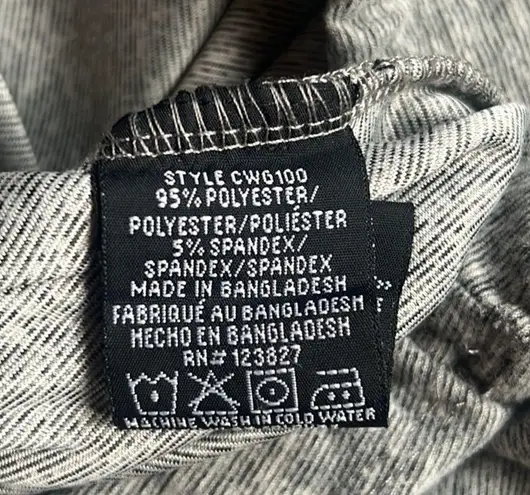 STYLE CWG100
95% POLYESTER/
POLYESTER/POLIÉSTER
5% SPANDEX/
SPANDEX/SPANDEX
MADE IN BANGLADESH
FABRIQUÉ AU BANGLADESH
HECHO EN BANGLADESH
RN# 123827
MACHINE WASH IN COLD WATER